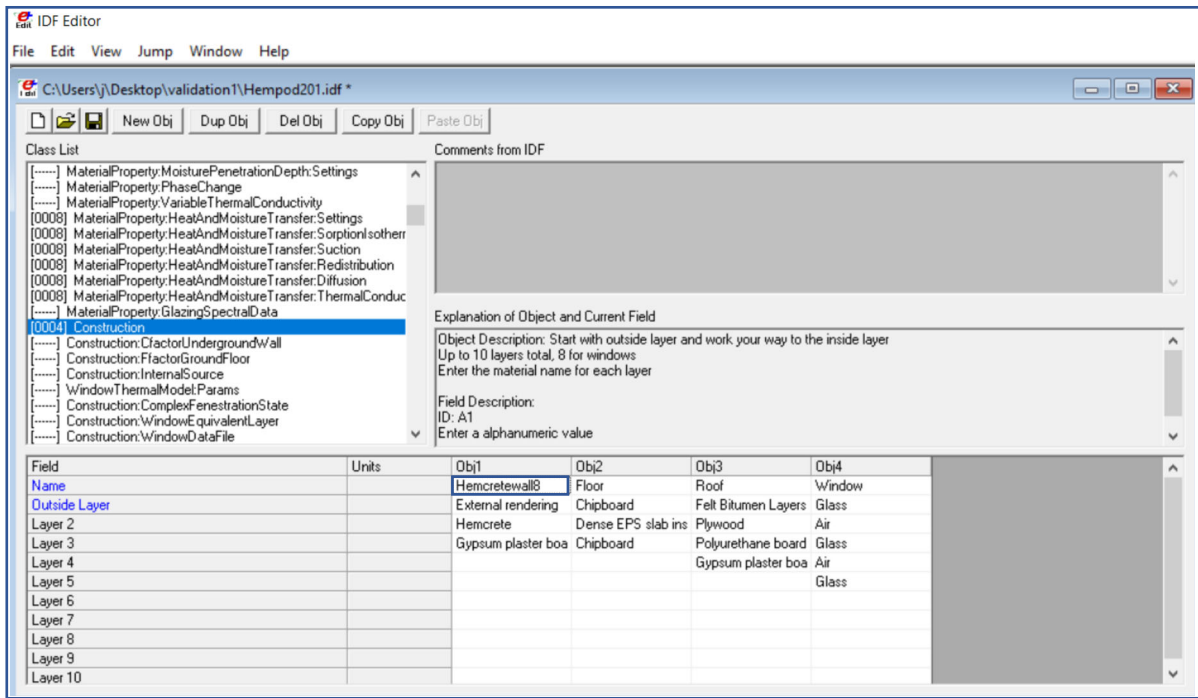 IDF Editor
File Edit View Jump Window Help
C:\Users\j\Desktop\validation1\Hempod201.idf *
New Obj Dup Obj Del Obj Copy Obj Paste Obj
Class List
[------] MaterialProperty:MoisturePenetrationDepth:Settings
[------] MaterialProperty:PhaseChange
[------] MaterialProperty:VariableThermalConductivity
[0008] MaterialProperty:HeatAndMoistureTransfer:Settings
[0008] MaterialProperty:HeatAndMoistureTransfer:SorptionIsotherr
[0008] MaterialProperty:HeatAndMoistureTransfer:Suction
[0008] MaterialProperty:HeatAndMoistureTransfer:Redistribution
[0008] MaterialProperty:HeatAndMoistureTransfer:Diffusion
[0008] MaterialProperty:HeatAndMoistureTransfer:ThermalConduc
[------] MaterialProperty:GlazingSpectralData
[0004] Construction
[------] Construction:CfactorUndergroundWall
[------] Construction:FfactorGroundFloor
[------] Construction:InternalSource
[------] WindowThermalModel:Params
[------] Construction:ComplexFenestrationState
[------] Construction:WindowEquivalentLayer
[------] Construction:WindowDataFile
Comments from IDF
Explanation of Object and Current Field
Object Description: Start with outside layer and work your way to the inside layer
Up to 10 layers total, 8 for windows
Enter the material name for each layer
Field Description:
ID: A1
Enter a alphanumeric value
Field Units Obj1 Obj2 Obj3 Obj4
Name Hemcretewall8 Floor Roof Window
Outside Layer External rendering Chipboard Felt Bitumen Layers Glass
Layer 2 Hemcrete Dense EPS slab ins Plywood Air
Layer 3 Gypsum plaster boa Chipboard Polyurethane board Glass
Layer 4 Gypsum plaster boa Air
Layer 5 Glass
Layer 6
Layer 7
Layer 8
Layer 9
Layer 10